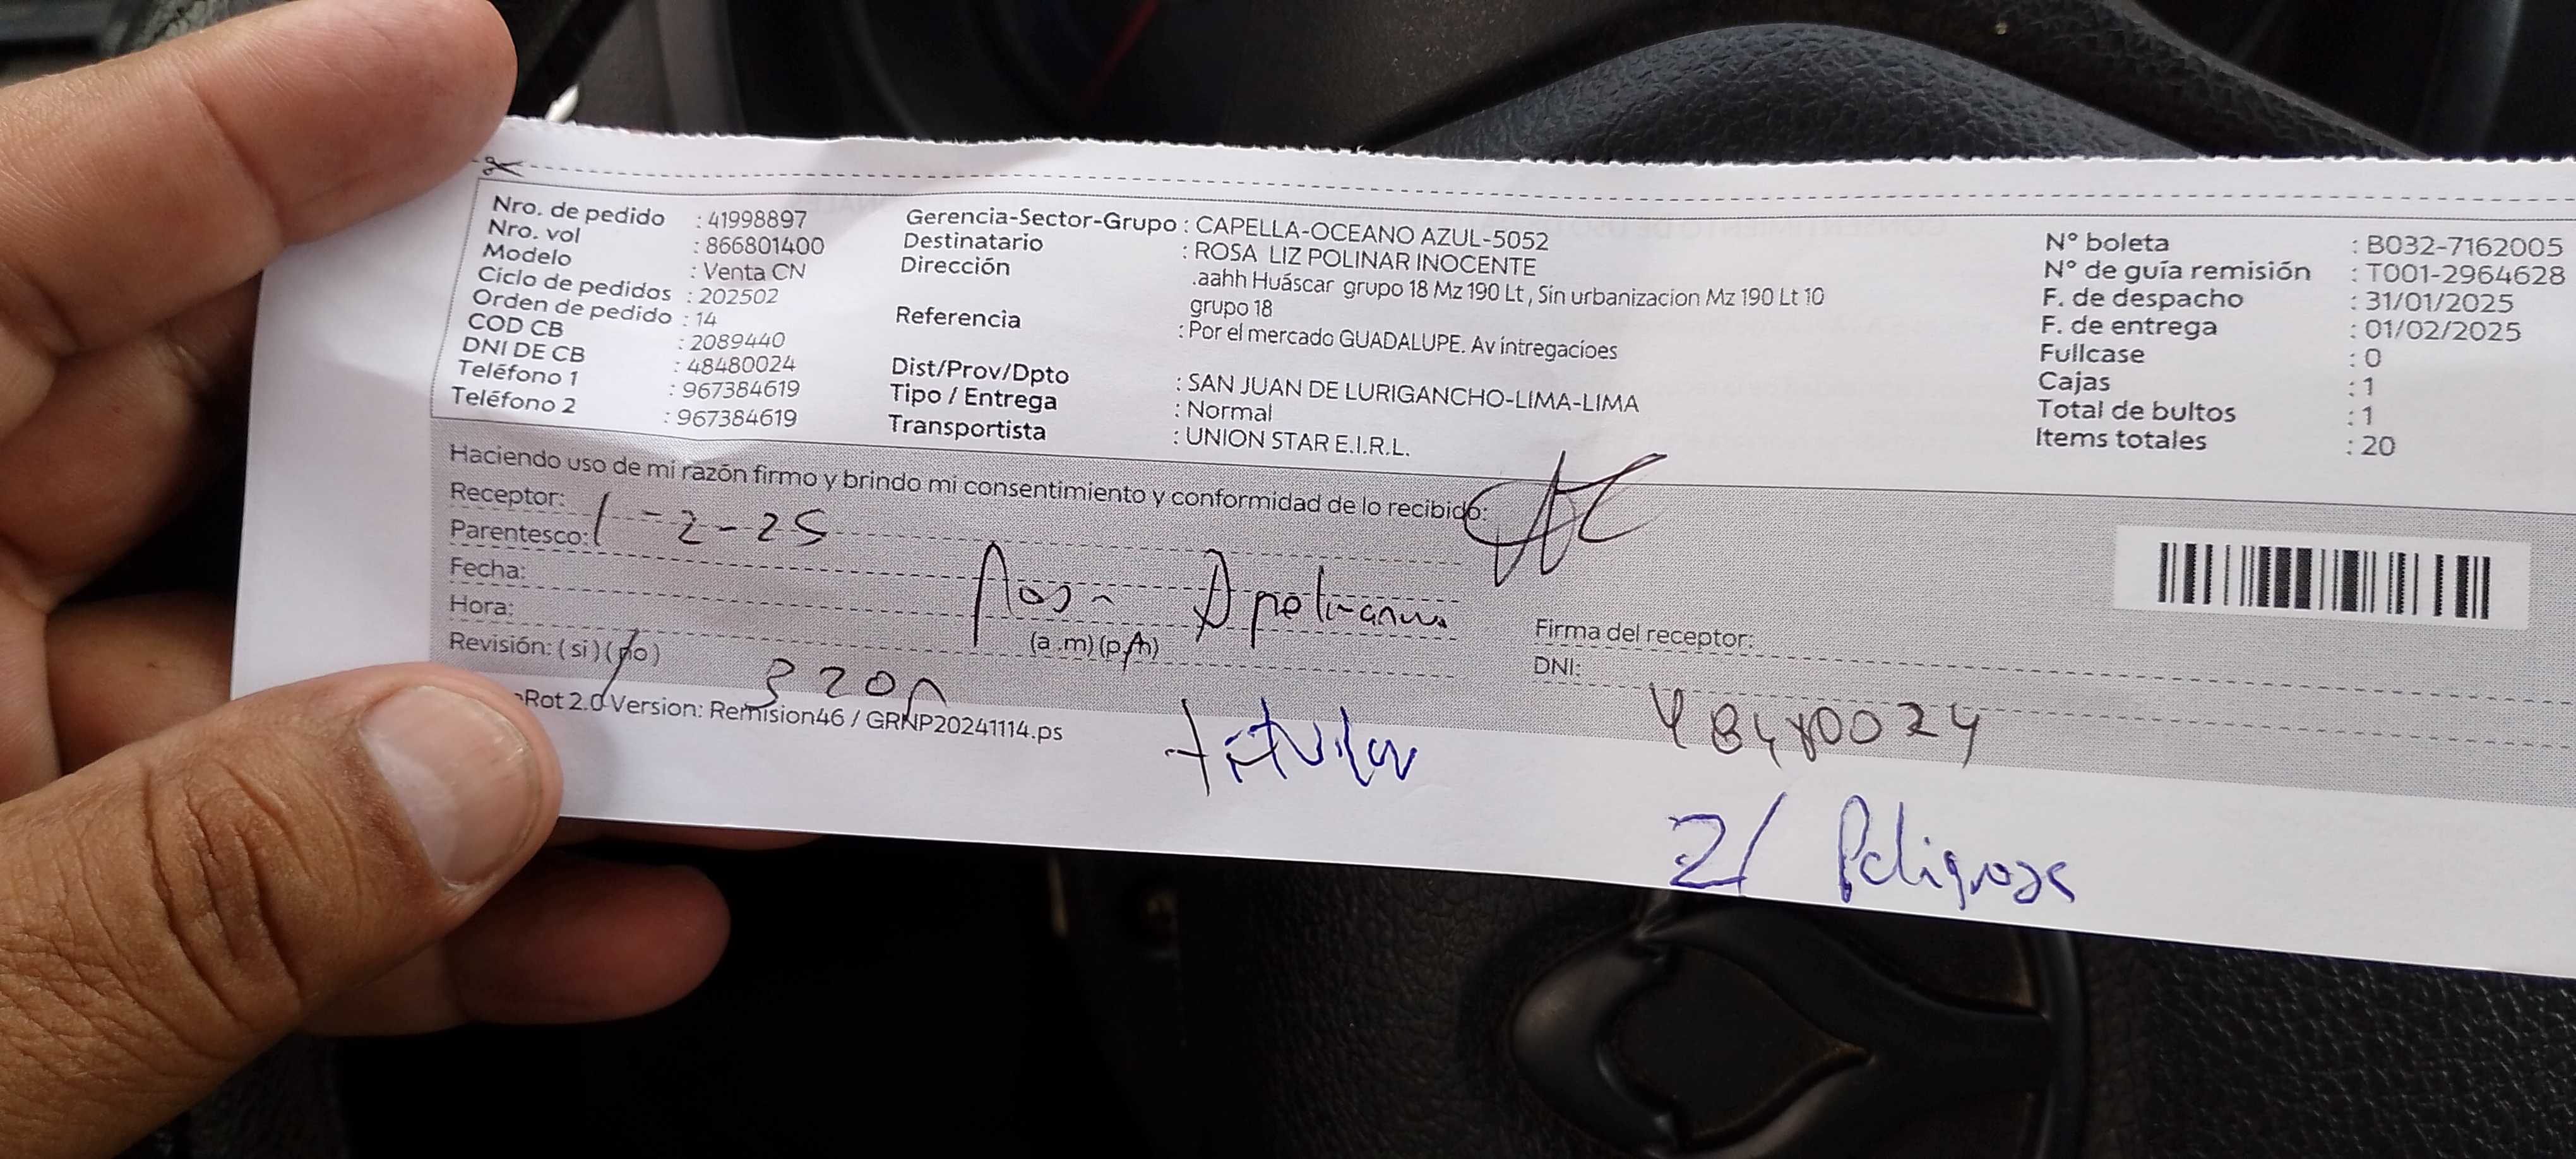 Nro. de pedido : 41998897
Nro. vol : 866801400
Modelo : Venta CN
Ciclo de pedidos : 202502
Orden de pedido : 14
COD CB : 2089440
DNI DE CB : 48480024
Teléfono 1 : 967384619
Teléfono 2 : 967384619
Gerencia-Sector-Grupo : CAPELLA-OCEANO AZUL-5052
Destinatario : ROSA LIZ POLINAR INOCENTE
Dirección : .aahh Huáscar grupo 18 Mz 190 Lt , Sin urbanizacion Mz 190 Lt 10
grupo 18
Referencia : Por el mercado GUADALUPE. Av intregacioes
Dist/Prov/Dpto : SAN JUAN DE LURIGANCHO-LIMA-LIMA
Tipo / Entrega : Normal
Transportista : UNION STAR E.I.R.L.
N° boleta : B032-7162005
N° de guía remisión : T001-2964628
F. de despacho : 31/01/2025
F. de entrega : 01/02/2025
Fullcase : 0
Cajas : 1
Total de bultos : 1
Items totales : 20
Haciendo uso de mi razón firmo y brindo mi consentimiento y conformidad de lo recibido:
Receptor:
Parentesco: 1-2-25
Fecha:
Hora: (a.m) (p.m)
Revisión: (si) (no)
320p
Rot 2.0 Version: Remision46 / GRNP20241114.ps
titular
Firma del receptor:
DNI:
48480024
2/ Peligrosa